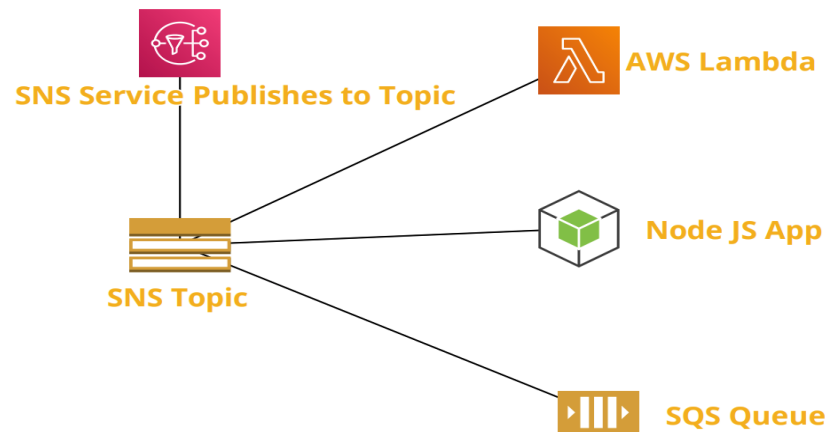 SNS Service Publishes to Topic
AWS Lambda
Node JS App
SNS Topic
SQS Queue